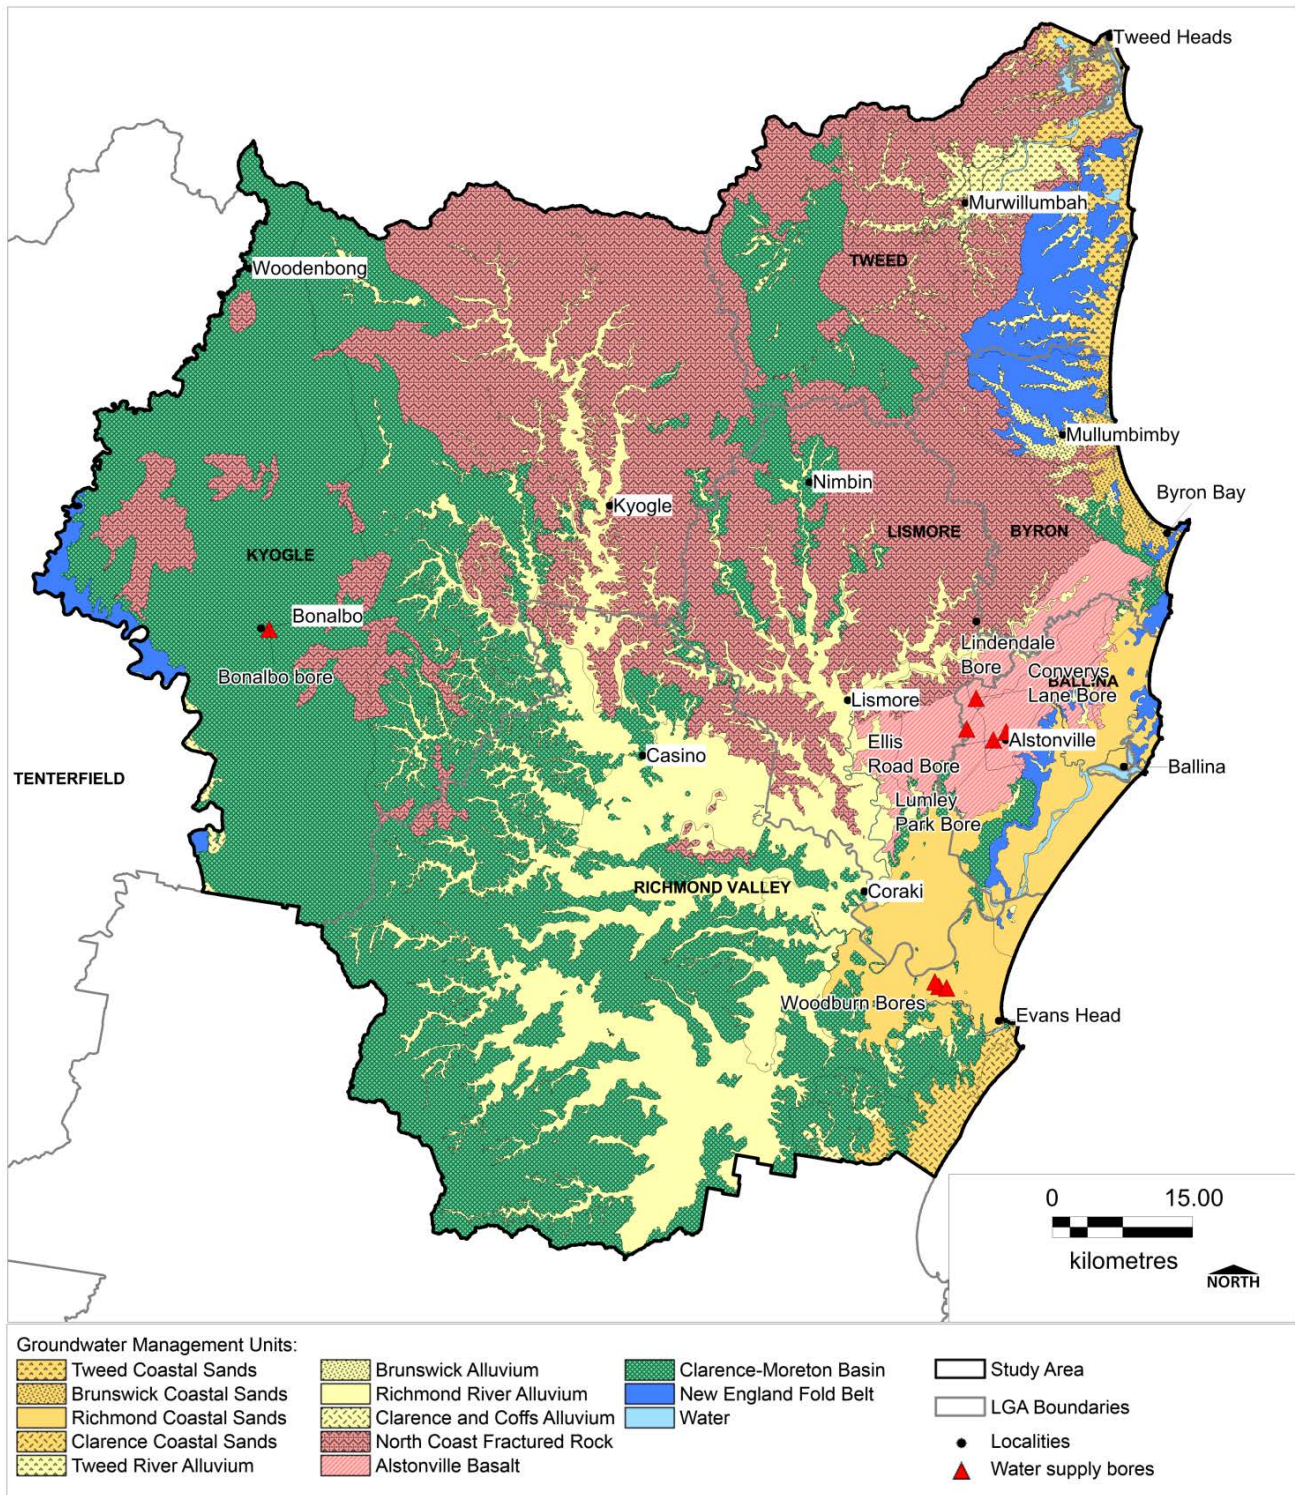 Tweed Heads
Murwillumbah
Woodenbong
TWEED
Mullumbimby
Nimbin
Byron Bay
Kyogle
LISMORE
BYRON
KYOGLE
Bonalbo
Lindendale
Bore
Bonalbo bore
Converys
Lane Bore
BALLINA
Lismore
Ellis
Road Bore
Alstonville
Casino
Ballina
TENTERFIELD
Lumley
Park Bore
RICHMOND VALLEY
Coraki
Woodburn Bores
Evans Head
0 15.00
kilometres
NORTH
Groundwater Management Units:
Tweed Coastal Sands
Brunswick Coastal Sands
Richmond Coastal Sands
Clarence Coastal Sands
Tweed River Alluvium
Brunswick Alluvium
Richmond River Alluvium
Clarence and Coffs Alluvium
North Coast Fractured Rock
Alstonville Basalt
Clarence-Moreton Basin
New England Fold Belt
Water
Study Area
LGA Boundaries
Localities
Water supply bores